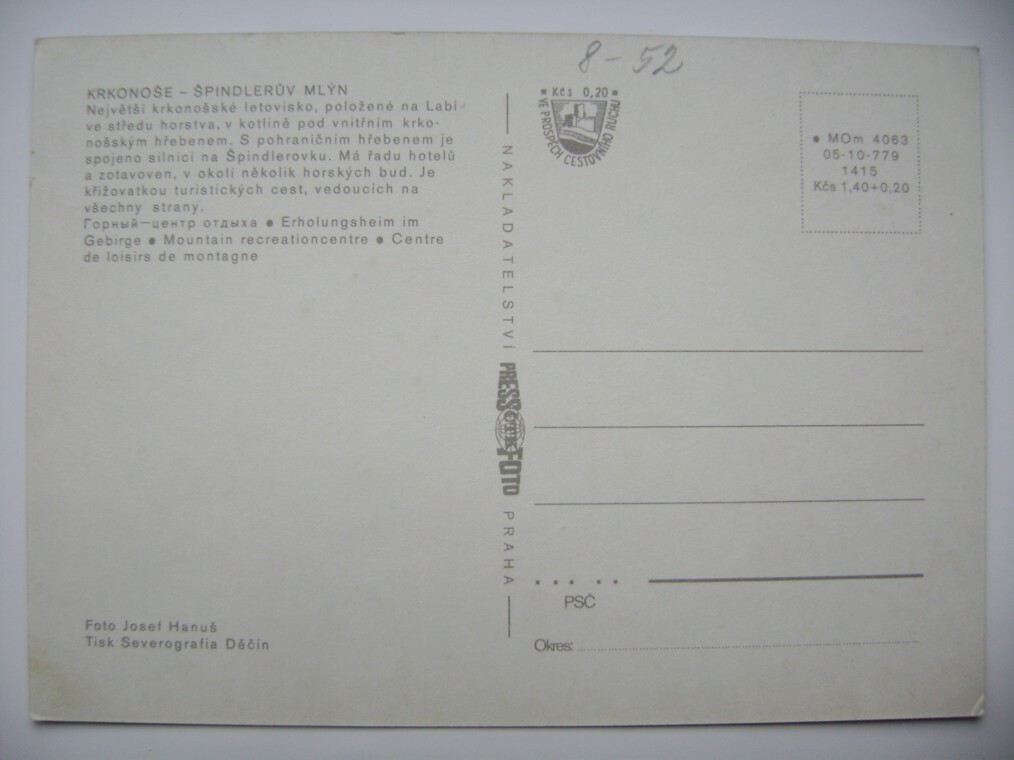 8-52
KRKONOŠE – ŠPINDLERŮV MLÝN
Největší krkonošské letovisko, položené na Labi
ve středu horstva, v kotlině pod vnitřním krko-
nošským hřebenem. S pohraničním hřebenem je
spojeno silnicí na Špindlerovku. Má řadu hotelů
a zotavoven, v okolí několik horských bud. Je
křižovatkou turistických cest, vedoucích na
všechny strany.
Горный—центр отдыха ● Erholungsheim im
Gebirge ● Mountain recreationcentre ● Centre
de loisirs de montagne
Foto Josef Hanuš
Tisk Severografia Děčín
NAKLADATELSTVÍ
PRESSFOTO
ČTK
PRAHA
Kčs 0,20
VE PROSPĚCH CESTOVNÍHO RUCHU
● MOm 4063
05-10-779
1415
Kčs 1,40+0,20
PSČ
Okres: